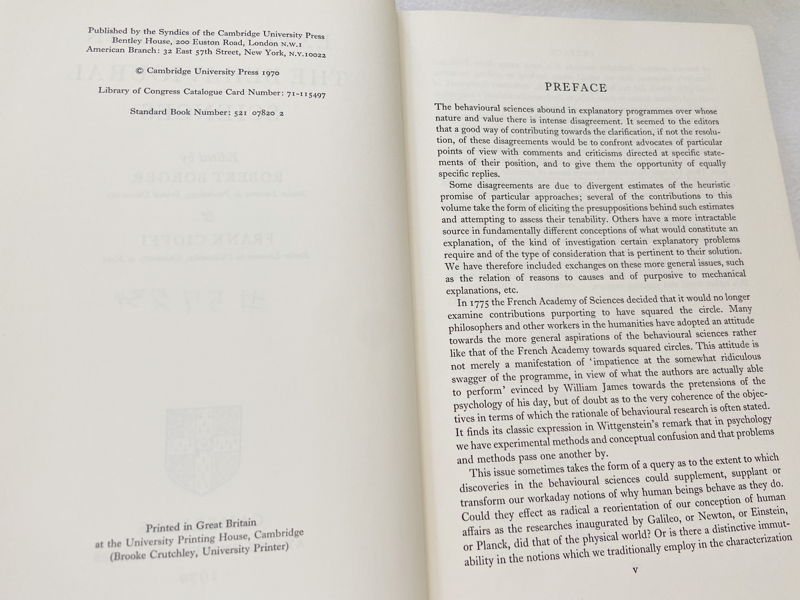 Published by the Syndics of the Cambridge University Press
Bentley House, 200 Euston Road, London N.W.1
American Branch: 32 East 57th Street, New York, N.Y.10022
© Cambridge University Press 1970
Library of Congress Catalogue Card Number: 71-115497
Standard Book Number: 521 07820 2
Printed in Great Britain
at the University Printing House, Cambridge
(Brooke Crutchley, University Printer)
PREFACE
The behavioural sciences abound in explanatory programmes over whose
nature and value there is intense disagreement. It seemed to the editors
that a good way of contributing towards the clarification, if not the resolu-
tion, of these disagreements would be to confront advocates of particular
points of view with comments and criticisms directed at specific state-
ments of their position, and to give them the opportunity of equally
specific replies.
Some disagreements are due to divergent estimates of the heuristic
promise of particular approaches; several of the contributions to this
volume take the form of eliciting the presuppositions behind such estimates
and attempting to assess their tenability. Others have a more intractable
source in fundamentally different conceptions of what would constitute an
explanation, of the kind of investigation certain explanatory problems
require and of the type of consideration that is pertinent to their solution.
We have therefore included exchanges on these more general issues, such
as the relation of reasons to causes and of purposive to mechanical
explanations, etc.
In 1775 the French Academy of Sciences decided that it would no longer
examine contributions purporting to have squared the circle. Many
philosophers and other workers in the humanities have adopted an attitude
towards the more general aspirations of the behavioural sciences rather
like that of the French Academy towards squared circles. This attitude is
not merely a manifestation of 'impatience at the somewhat ridiculous
swagger of the programme, in view of what the authors are actually able
to perform' evinced by William James towards the pretensions of the
psychology of his day, but of doubt as to the very coherence of the objec-
tives in terms of which the rationale of behavioural research is often stated.
It finds its classic expression in Wittgenstein's remark that in psychology
we have experimental methods and conceptual confusion and that problems
and methods pass one another by.
This issue sometimes takes the form of a query as to the extent to which
discoveries in the behavioural sciences could supplement, supplant or
transform our workaday notions of why human beings behave as they do.
Could they effect as radical a reorientation of our conception of human
affairs as the researches inaugurated by Galileo, or Newton, or Einstein,
or Planck, did that of the physical world? Or is there a distinctive immut-
ability in the notions which we traditionally employ in the characterization
v